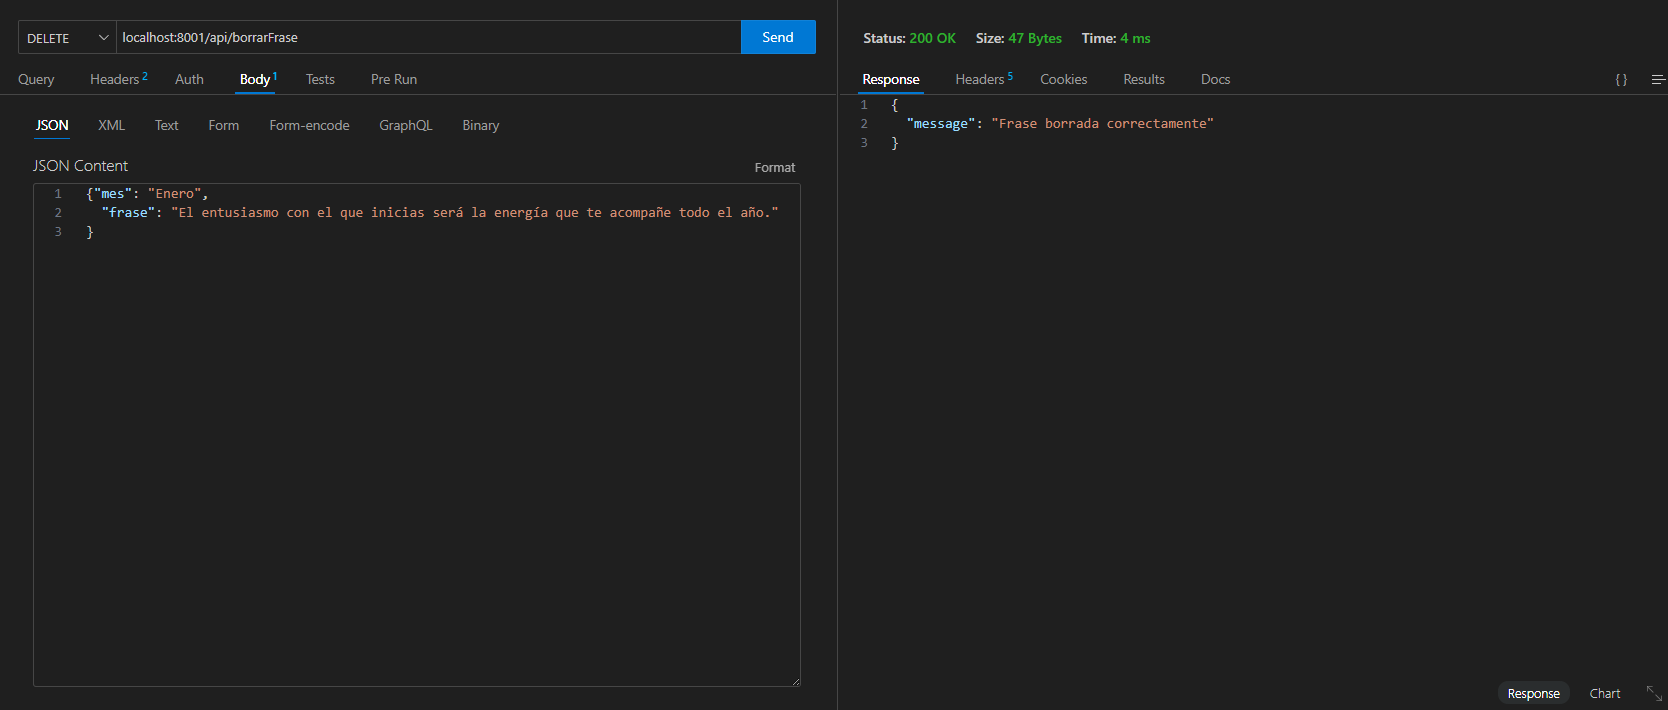 DELETE localhost:8001/api/borrarFrase Send
Query Headers 2 Auth Body 1 Tests Pre Run
JSON XML Text Form Form-encode GraphQL Binary
JSON Content Format
1 {"mes": "Enero",
2 "frase": "El entusiasmo con el que inicias será la energía que te acompañe todo el año."
3 }
Status: 200 OK Size: 47 Bytes Time: 4 ms
Response Headers 5 Cookies Results Docs { }
1 {
2 "message": "Frase borrada correctamente"
3 }
Response Chart